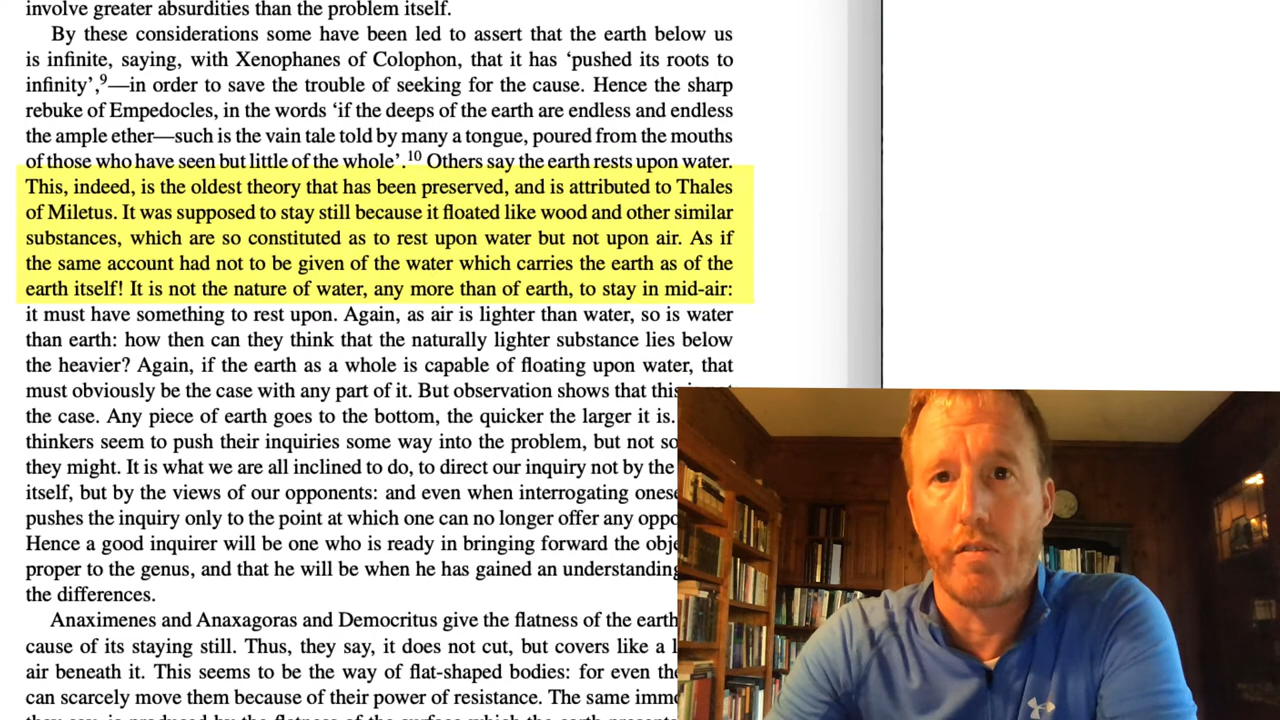 involve greater absurdities than the problem itself.
By these considerations some have been led to assert that the earth below us
is infinite, saying, with Xenophanes of Colophon, that it has ‘pushed its roots to
infinity’,9—in order to save the trouble of seeking for the cause. Hence the sharp
rebuke of Empedocles, in the words ‘if the deeps of the earth are endless and endless
the ample ether—such is the vain tale told by many a tongue, poured from the mouths
of those who have seen but little of the whole’.10 Others say the earth rests upon water.
This, indeed, is the oldest theory that has been preserved, and is attributed to Thales
of Miletus. It was supposed to stay still because it floated like wood and other similar
substances, which are so constituted as to rest upon water but not upon air. As if
the same account had not to be given of the water which carries the earth as of the
earth itself! It is not the nature of water, any more than of earth, to stay in mid-air:
it must have something to rest upon. Again, as air is lighter than water, so is water
than earth: how then can they think that the naturally lighter substance lies below
the heavier? Again, if the earth as a whole is capable of floating upon water, that
must obviously be the case with any part of it. But observation shows that this
the case. Any piece of earth goes to the bottom, the quicker the larger it is.
thinkers seem to push their inquiries some way into the problem, but not so
they might. It is what we are all inclined to do, to direct our inquiry not by the
itself, but by the views of our opponents: and even when interrogating
pushes the inquiry only to the point at which one can no longer offer any
Hence a good inquirer will be one who is ready in bringing forward the
proper to the genus, and that he will be when he has gained an understanding
the differences.
Anaximenes and Anaxagoras and Democritus give the flatness of the earth
cause of its staying still. Thus, they say, it does not cut, but covers like a
air beneath it. This seems to be the way of flat-shaped bodies: for even
can scarcely move them because of their power of resistance. The same